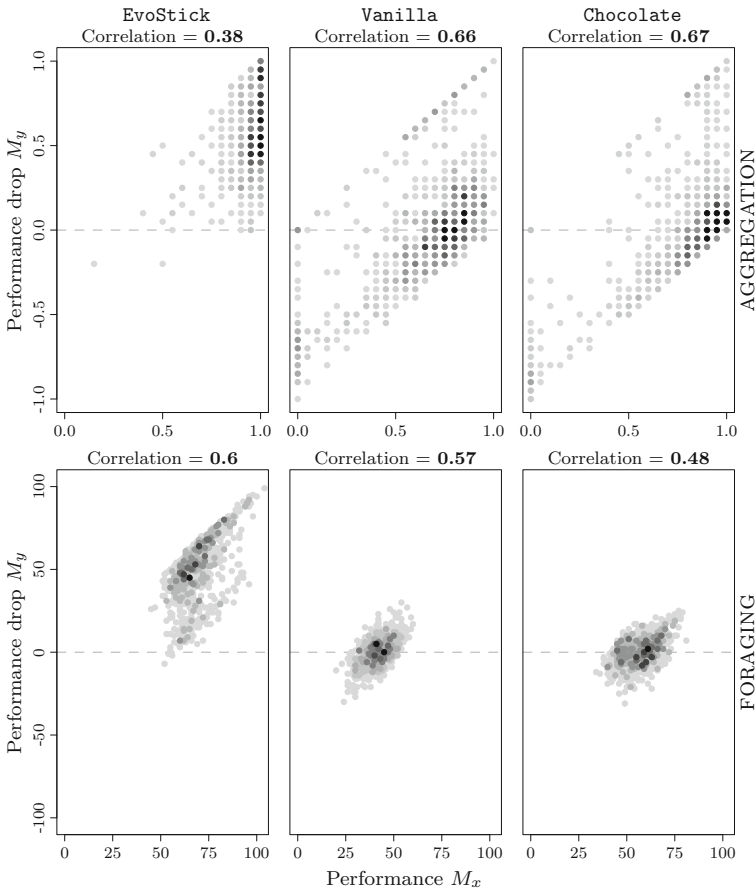 EvoStick Vanilla Chocolate
Correlation = 0.38 Correlation = 0.66 Correlation = 0.67
Performance drop My
1.0
0.5
0.0
-0.5
-1.0
AGGREGATION
0.0 0.5 1.0 0.0 0.5 1.0 0.0 0.5 1.0
Correlation = 0.6 Correlation = 0.57 Correlation = 0.48
Performance drop My
100
50
0
-50
-100
FORAGING
0 25 50 75 100 0 25 50 75 100 0 25 50 75 100
Performance Mx